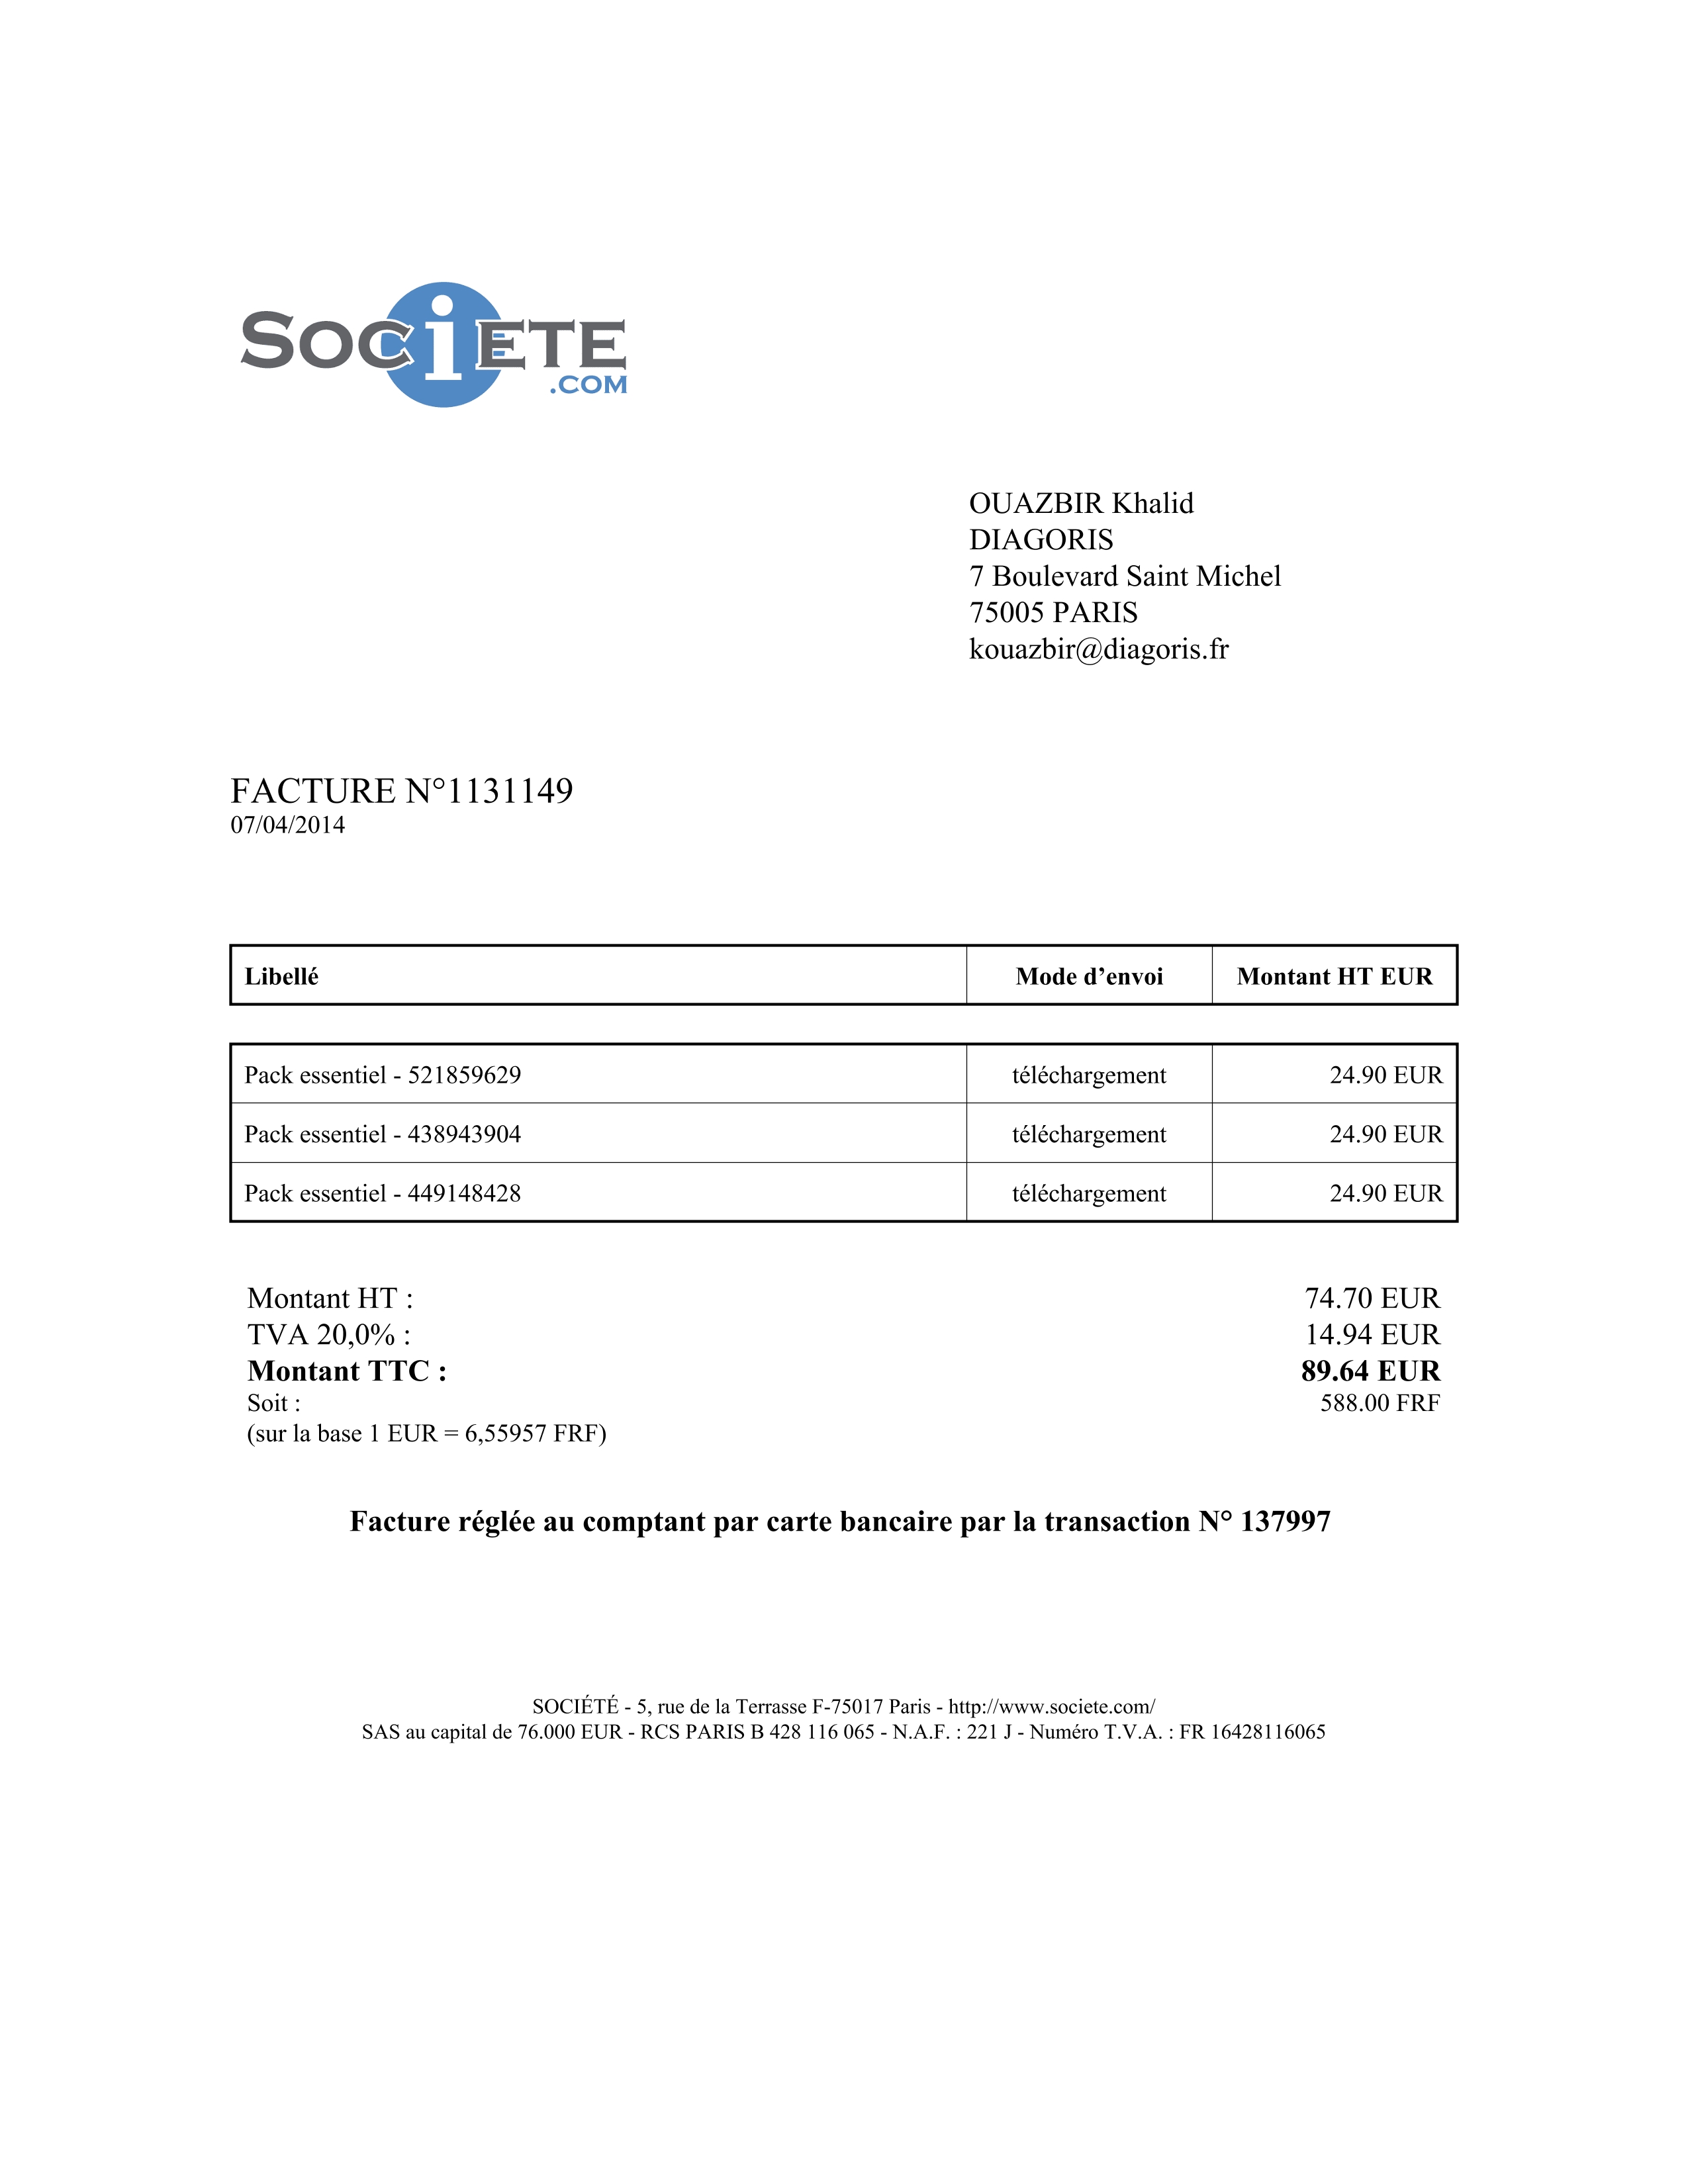 SOCiETE
.COM
OUAZBIR Khalid
DIAGORIS
7 Boulevard Saint Michel
75005 PARIS
kouazbir@diagoris.fr
FACTURE N°1131149
07/04/2014
Libellé Mode d’envoi Montant HT EUR
Pack essentiel - 521859629 téléchargement 24.90 EUR
Pack essentiel - 438943904 téléchargement 24.90 EUR
Pack essentiel - 449148428 téléchargement 24.90 EUR
Montant HT : 74.70 EUR
TVA 20,0% : 14.94 EUR
Montant TTC : 89.64 EUR
Soit : 588.00 FRF
(sur la base 1 EUR = 6,55957 FRF)
Facture réglée au comptant par carte bancaire par la transaction N° 137997
SOCIÉTÉ - 5, rue de la Terrasse F-75017 Paris - http://www.societe.com/
SAS au capital de 76.000 EUR - RCS PARIS B 428 116 065 - N.A.F. : 221 J - Numéro T.V.A. : FR 16428116065